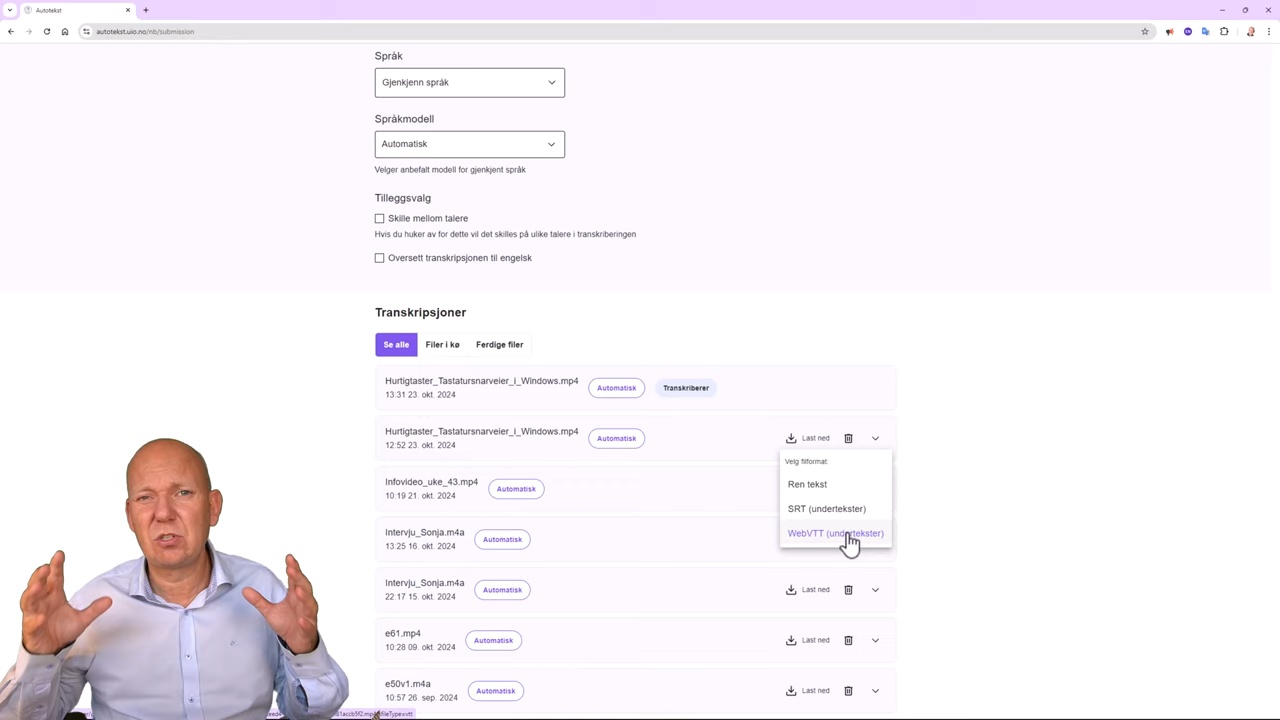 Autotekst
autotekst.uio.no/nb/submission
Språk
Gjenkjenn språk
Språkmodell
Automatisk
Velger anbefalt modell for gjenkjent språk
Tilleggsvalg
Skille mellom talere
Hvis du huker av for dette vil det skilles på ulike talere i transkriberingen
Oversett transkripsjonen til engelsk
Transkripsjoner
Se alle Filer i kø Ferdige filer
Hurtigtaster_Tastatursnarveier_i_Windows.mp4 Automatisk Transkriberer
13:31 23. okt. 2024
Hurtigtaster_Tastatursnarveier_i_Windows.mp4 Automatisk Last ned
12:52 23. okt. 2024
Velg filformat:
Ren tekst
SRT (undertekster)
WebVTT (undertekster)
Infovideo_uke_43.mp4 Automatisk
10:19 21. okt. 2024
Intervju_Sonja.m4a Automatisk
13:25 16. okt. 2024
Intervju_Sonja.m4a Automatisk Last ned
22:17 15. okt. 2024
e61.mp4 Automatisk Last ned
10:28 09. okt. 2024
e50v1.m4a Automatisk Last ned
10:57 26. sep. 2024